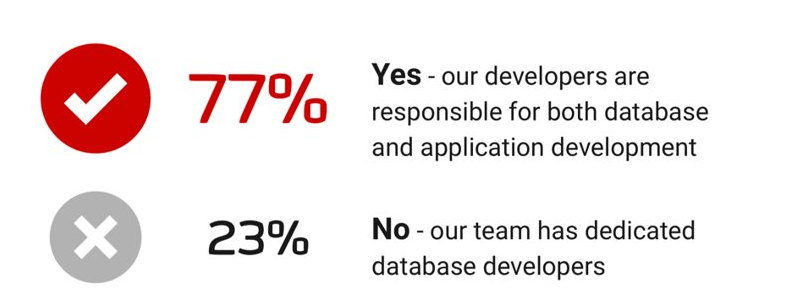 77%
Yes - our developers are
responsible for both database
and application development
23%
No - our team has dedicated
database developers